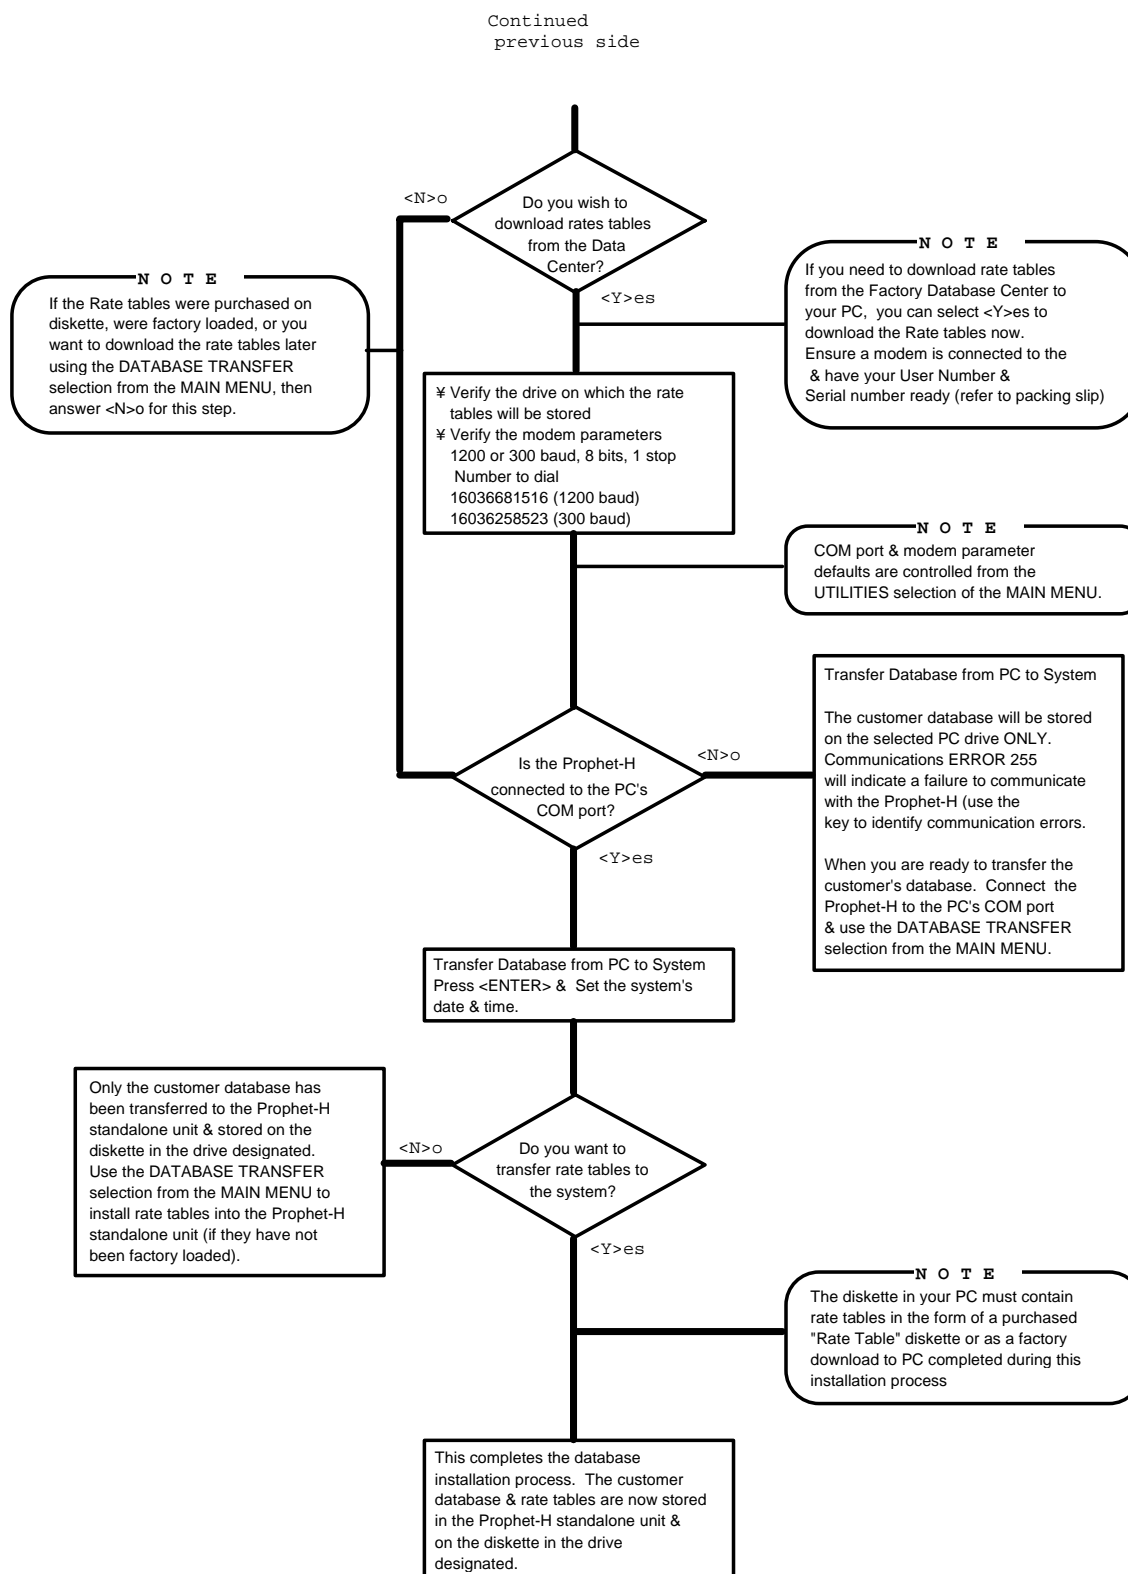 Continued
previous side
<N>o
Do you wish to
download rates tables
from the Data
Center?
<Y>es
N O T E
If the Rate tables were purchased on
diskette, were factory loaded, or you
want to download the rate tables later
using the DATABASE TRANSFER
selection from the MAIN MENU, then
answer <N>o for this step.
N O T E
If you need to download rate tables
from the Factory Database Center to
your PC, you can select <Y>es to
download the Rate tables now.
Ensure a modem is connected to the
& have your User Number &
Serial number ready (refer to packing slip)
¥ Verify the drive on which the rate
tables will be stored
¥ Verify the modem parameters
1200 or 300 baud, 8 bits, 1 stop
Number to dial
16036681516 (1200 baud)
16036258523 (300 baud)
N O T E
COM port & modem parameter
defaults are controlled from the
UTILITIES selection of the MAIN MENU.
Is the Prophet-H
connected to the PC's
COM port?
<N>o
<Y>es
Transfer Database from PC to System
The customer database will be stored
on the selected PC drive ONLY.
Communications ERROR 255
will indicate a failure to communicate
with the Prophet-H (use the
key to identify communication errors.
When you are ready to transfer the
customer's database. Connect the
Prophet-H to the PC's COM port
& use the DATABASE TRANSFER
selection from the MAIN MENU.
Transfer Database from PC to System
Press <ENTER> & Set the system's
date & time.
Only the customer database has
been transferred to the Prophet-H
standalone unit & stored on the
diskette in the drive designated.
Use the DATABASE TRANSFER
selection from the MAIN MENU to
install rate tables into the Prophet-H
standalone unit (if they have not
been factory loaded).
<N>o
Do you want to
transfer rate tables to
the system?
<Y>es
N O T E
The diskette in your PC must contain
rate tables in the form of a purchased
"Rate Table" diskette or as a factory
download to PC completed during this
installation process
This completes the database
installation process. The customer
database & rate tables are now stored
in the Prophet-H standalone unit &
on the diskette in the drive
designated.